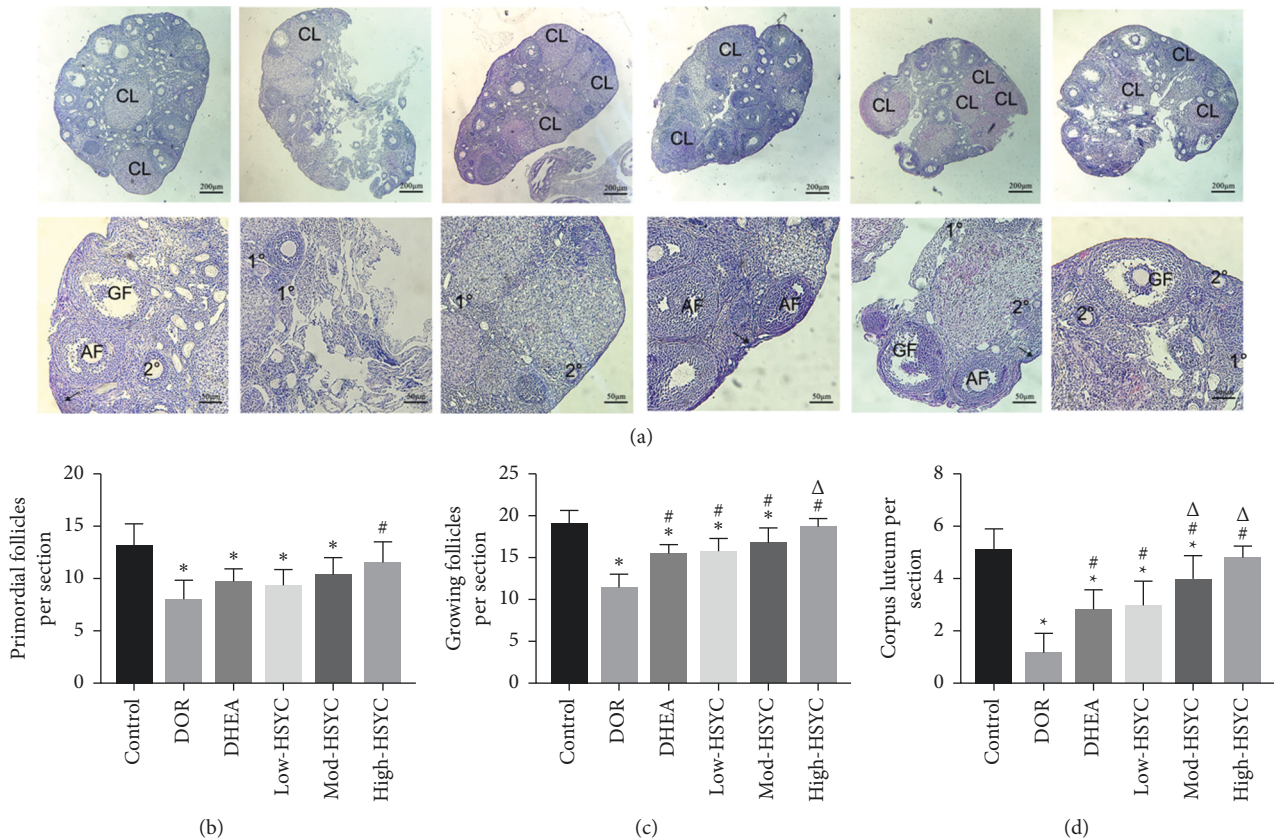 CL CL CL CL CL CL CL CL CL CL CL CL CL CL
200μm 200μm 200μm 200μm 200μm 200μm
GF AF 2° 1° 1° 1° 2° AF AF 1° 2° GF AF GF 2° 2° 1°
50μm 50μm 50μm 50μm 50μm 50μm
(a)
Primordial follicles
per section
20
15
10
5
0
* * * * #
Control
DOR
DHEA
Low-HSYC
Mod-HSYC
High-HSYC
(b)
Growing follicles
per section
25
20
15
10
5
0
* # * # * # * Δ #
Control
DOR
DHEA
Low-HSYC
Mod-HSYC
High-HSYC
(c)
Corpus luteum per
section
8
6
4
2
0
* # * # * Δ # * Δ #
Control
DOR
DHEA
Low-HSYC
Mod-HSYC
High-HSYC
(d)